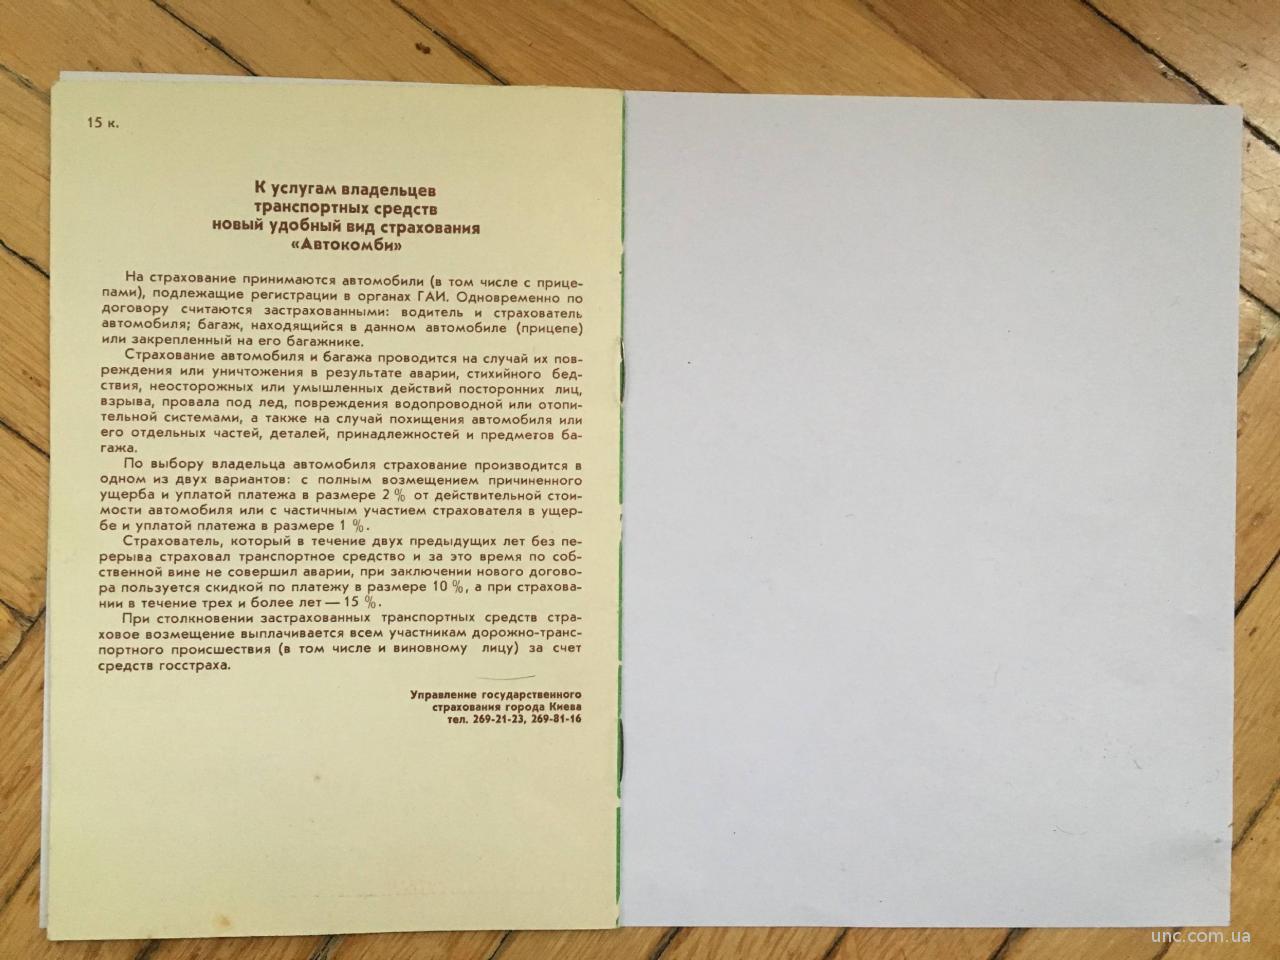 15 к.
К услугам владельцев
транспортных средств
новый удобный вид страхования
«Автокомби»
На страхование принимаются автомобили (в том числе с прице-
пами), подлежащие регистрации в органах ГАИ. Одновременно по
договору считаются застрахованными: водитель и страхователь
автомобиля; багаж, находящийся в данном автомобиле (прицепе)
или закрепленный на его багажнике.
Страхование автомобиля и багажа проводится на случай их пов-
реждения или уничтожения в результате аварии, стихийного бед-
ствия, неосторожных или умышленных действий посторонних лиц,
взрыва, провала под лед, повреждения водопроводной или отопи-
тельной системами, а также на случай похищения автомобиля или
его отдельных частей, деталей, принадлежностей и предметов ба-
гажа.
По выбору владельца автомобиля страхование производится в
одном из двух вариантов: с полным возмещением причиненного
ущерба и уплатой платежа в размере 2 % от действительной стои-
мости автомобиля или с частичным участием страхователя в ущер-
бе и уплатой платежа в размере 1 %.
Страхователь, который в течение двух предыдущих лет без пе-
рерыва страховал транспортное средство и за это время по соб-
ственной вине не совершил аварии, при заключении нового догово-
ра пользуется скидкой по платежу в размере 10 %, а при страхова-
нии в течение трех и более лет — 15 %.
При столкновении застрахованных транспортных средств стра-
ховое возмещение выплачивается всем участникам дорожно-транс-
портного происшествия (в том числе и виновному лицу) за счет
средств госстраха.
Управление государственного
страхования города Киева
тел. 269-21-23, 269-81-16
unc.com.ua